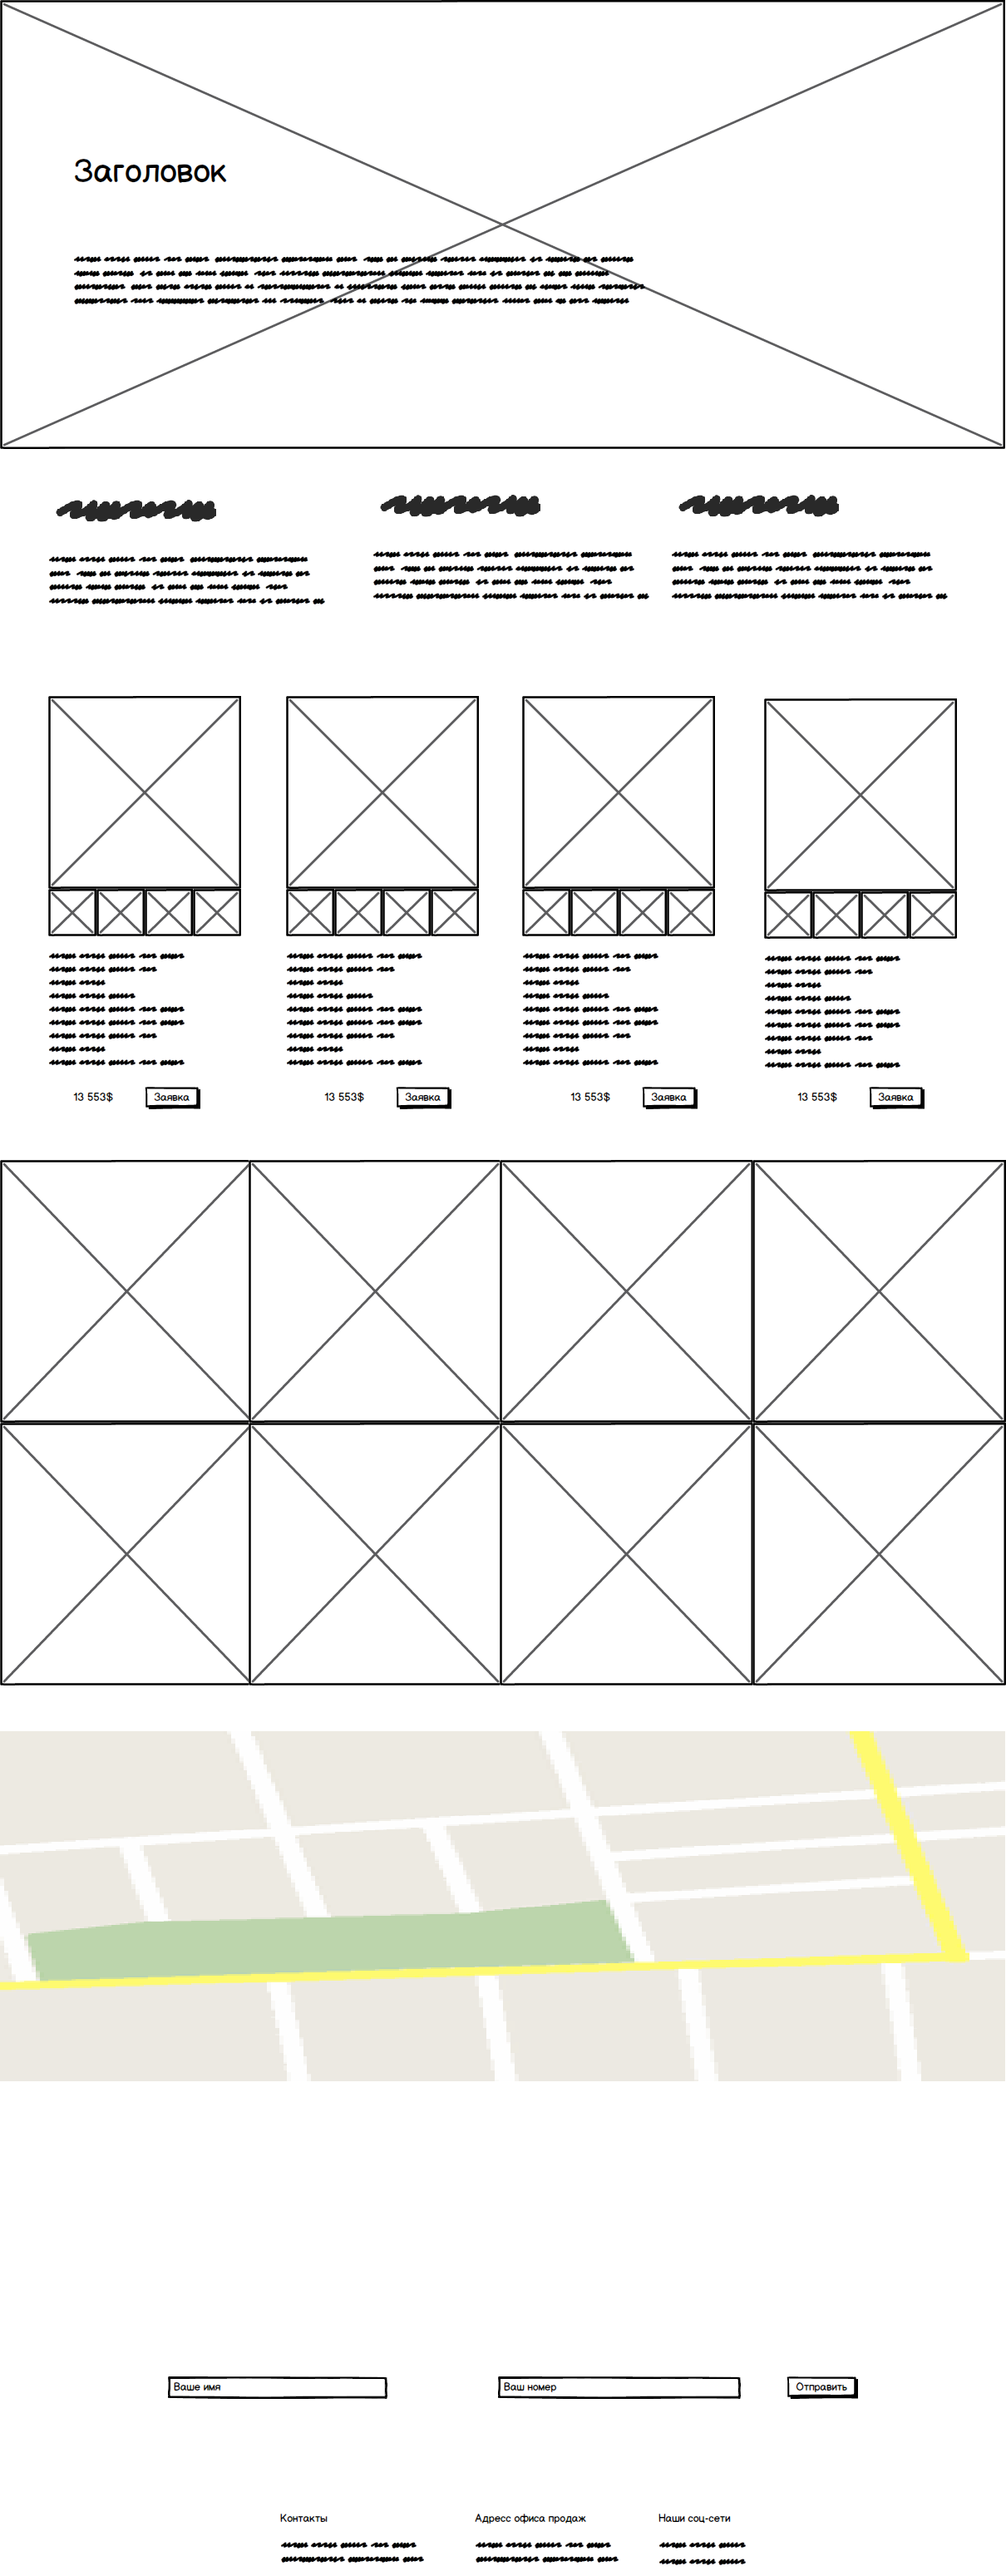 Заголовок
13 553$ Заявка 13 553$ Заявка 13 553$ Заявка 13 553$ Заявка
Ваше имя Ваш номер Отправить
Контакты Адресс офиса продаж Наши соц-сети